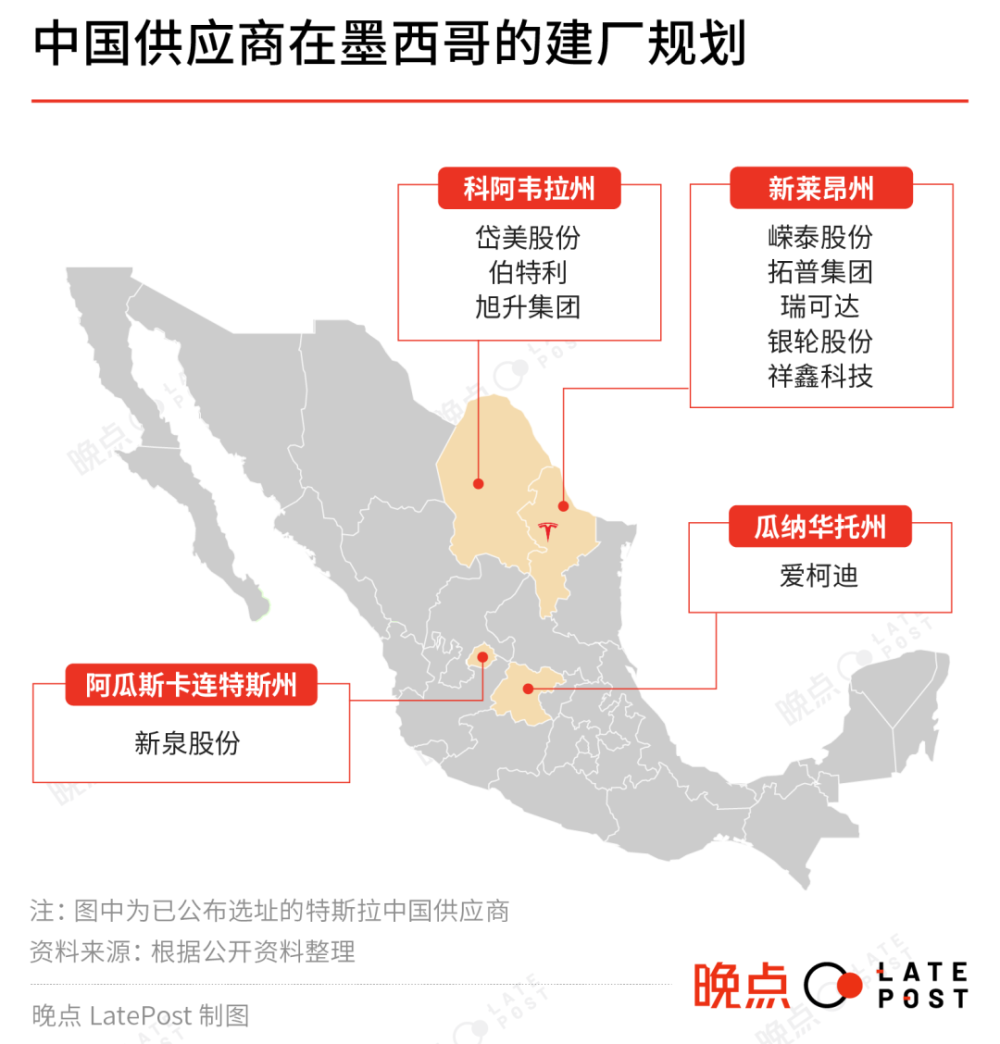 中国供应商在墨西哥的建厂规划
科阿韦拉州
岱美股份
伯特利
旭升集团
新莱昂州
嵘泰股份
拓普集团
瑞可达
银轮股份
祥鑫科技
瓜纳华托州
爱柯迪
阿瓜斯卡连特斯州
新泉股份
注：图中为已公布选址的特斯拉中国供应商
资料来源：根据公开资料整理
晚点 LatePost 制图
晚点 LATE
POST